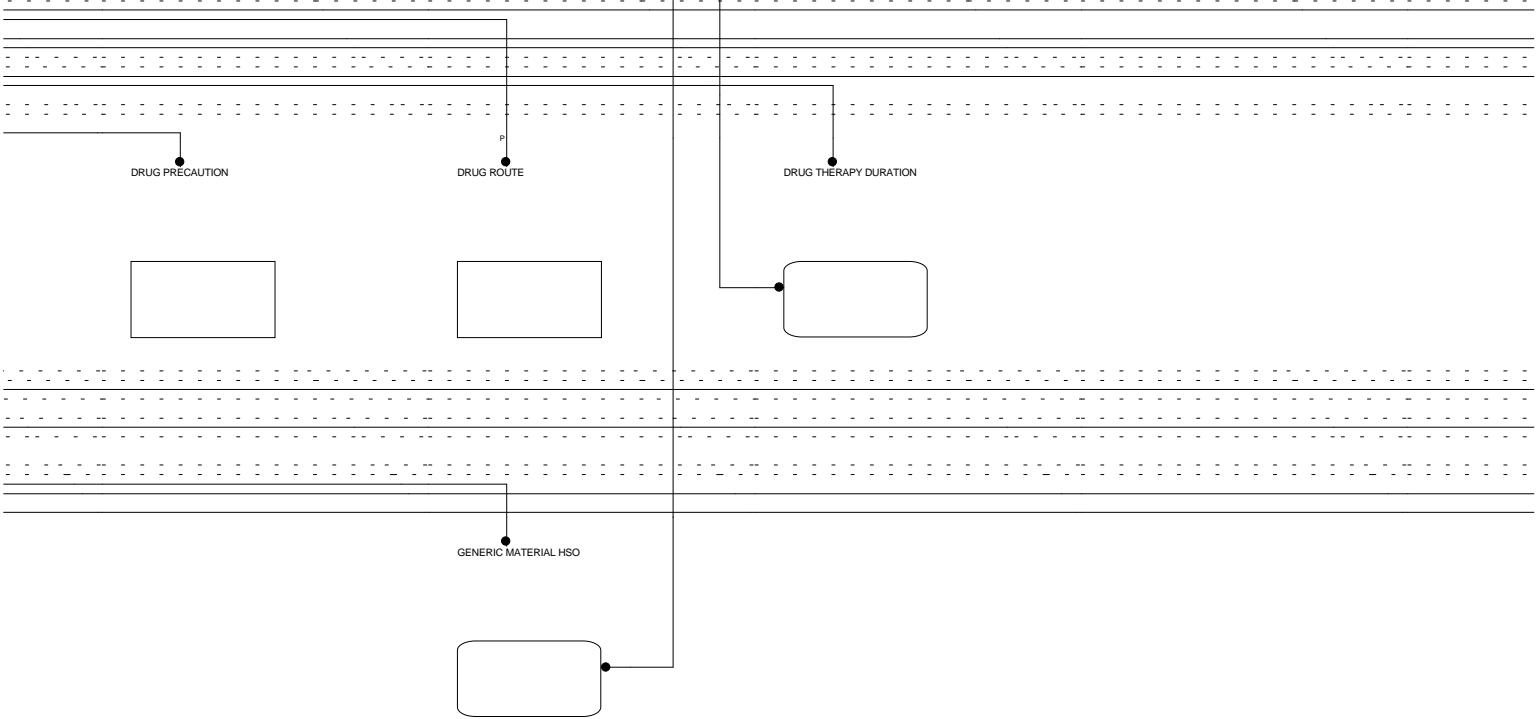 P
DRUG PRECAUTION
DRUG ROUTE
DRUG THERAPY DURATION
GENERIC MATERIAL HSO